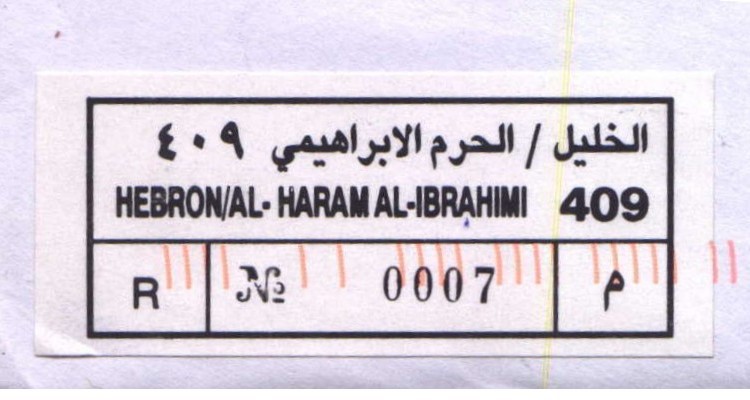 الخليل / الحرم الابراهيمي ٤٠٩
HEBRON/AL- HARAM AL-IBRAHIMI 409
R № 0007 م